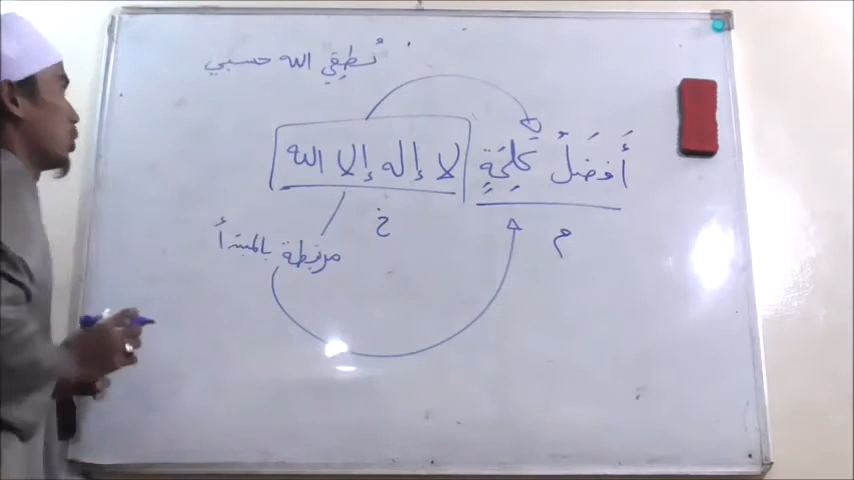 نُطقِي الله حسبي
أَفضَلُ كَلِمَةٍ لا إله إلا الله
م خ
مرتبطة بالمبتدأ